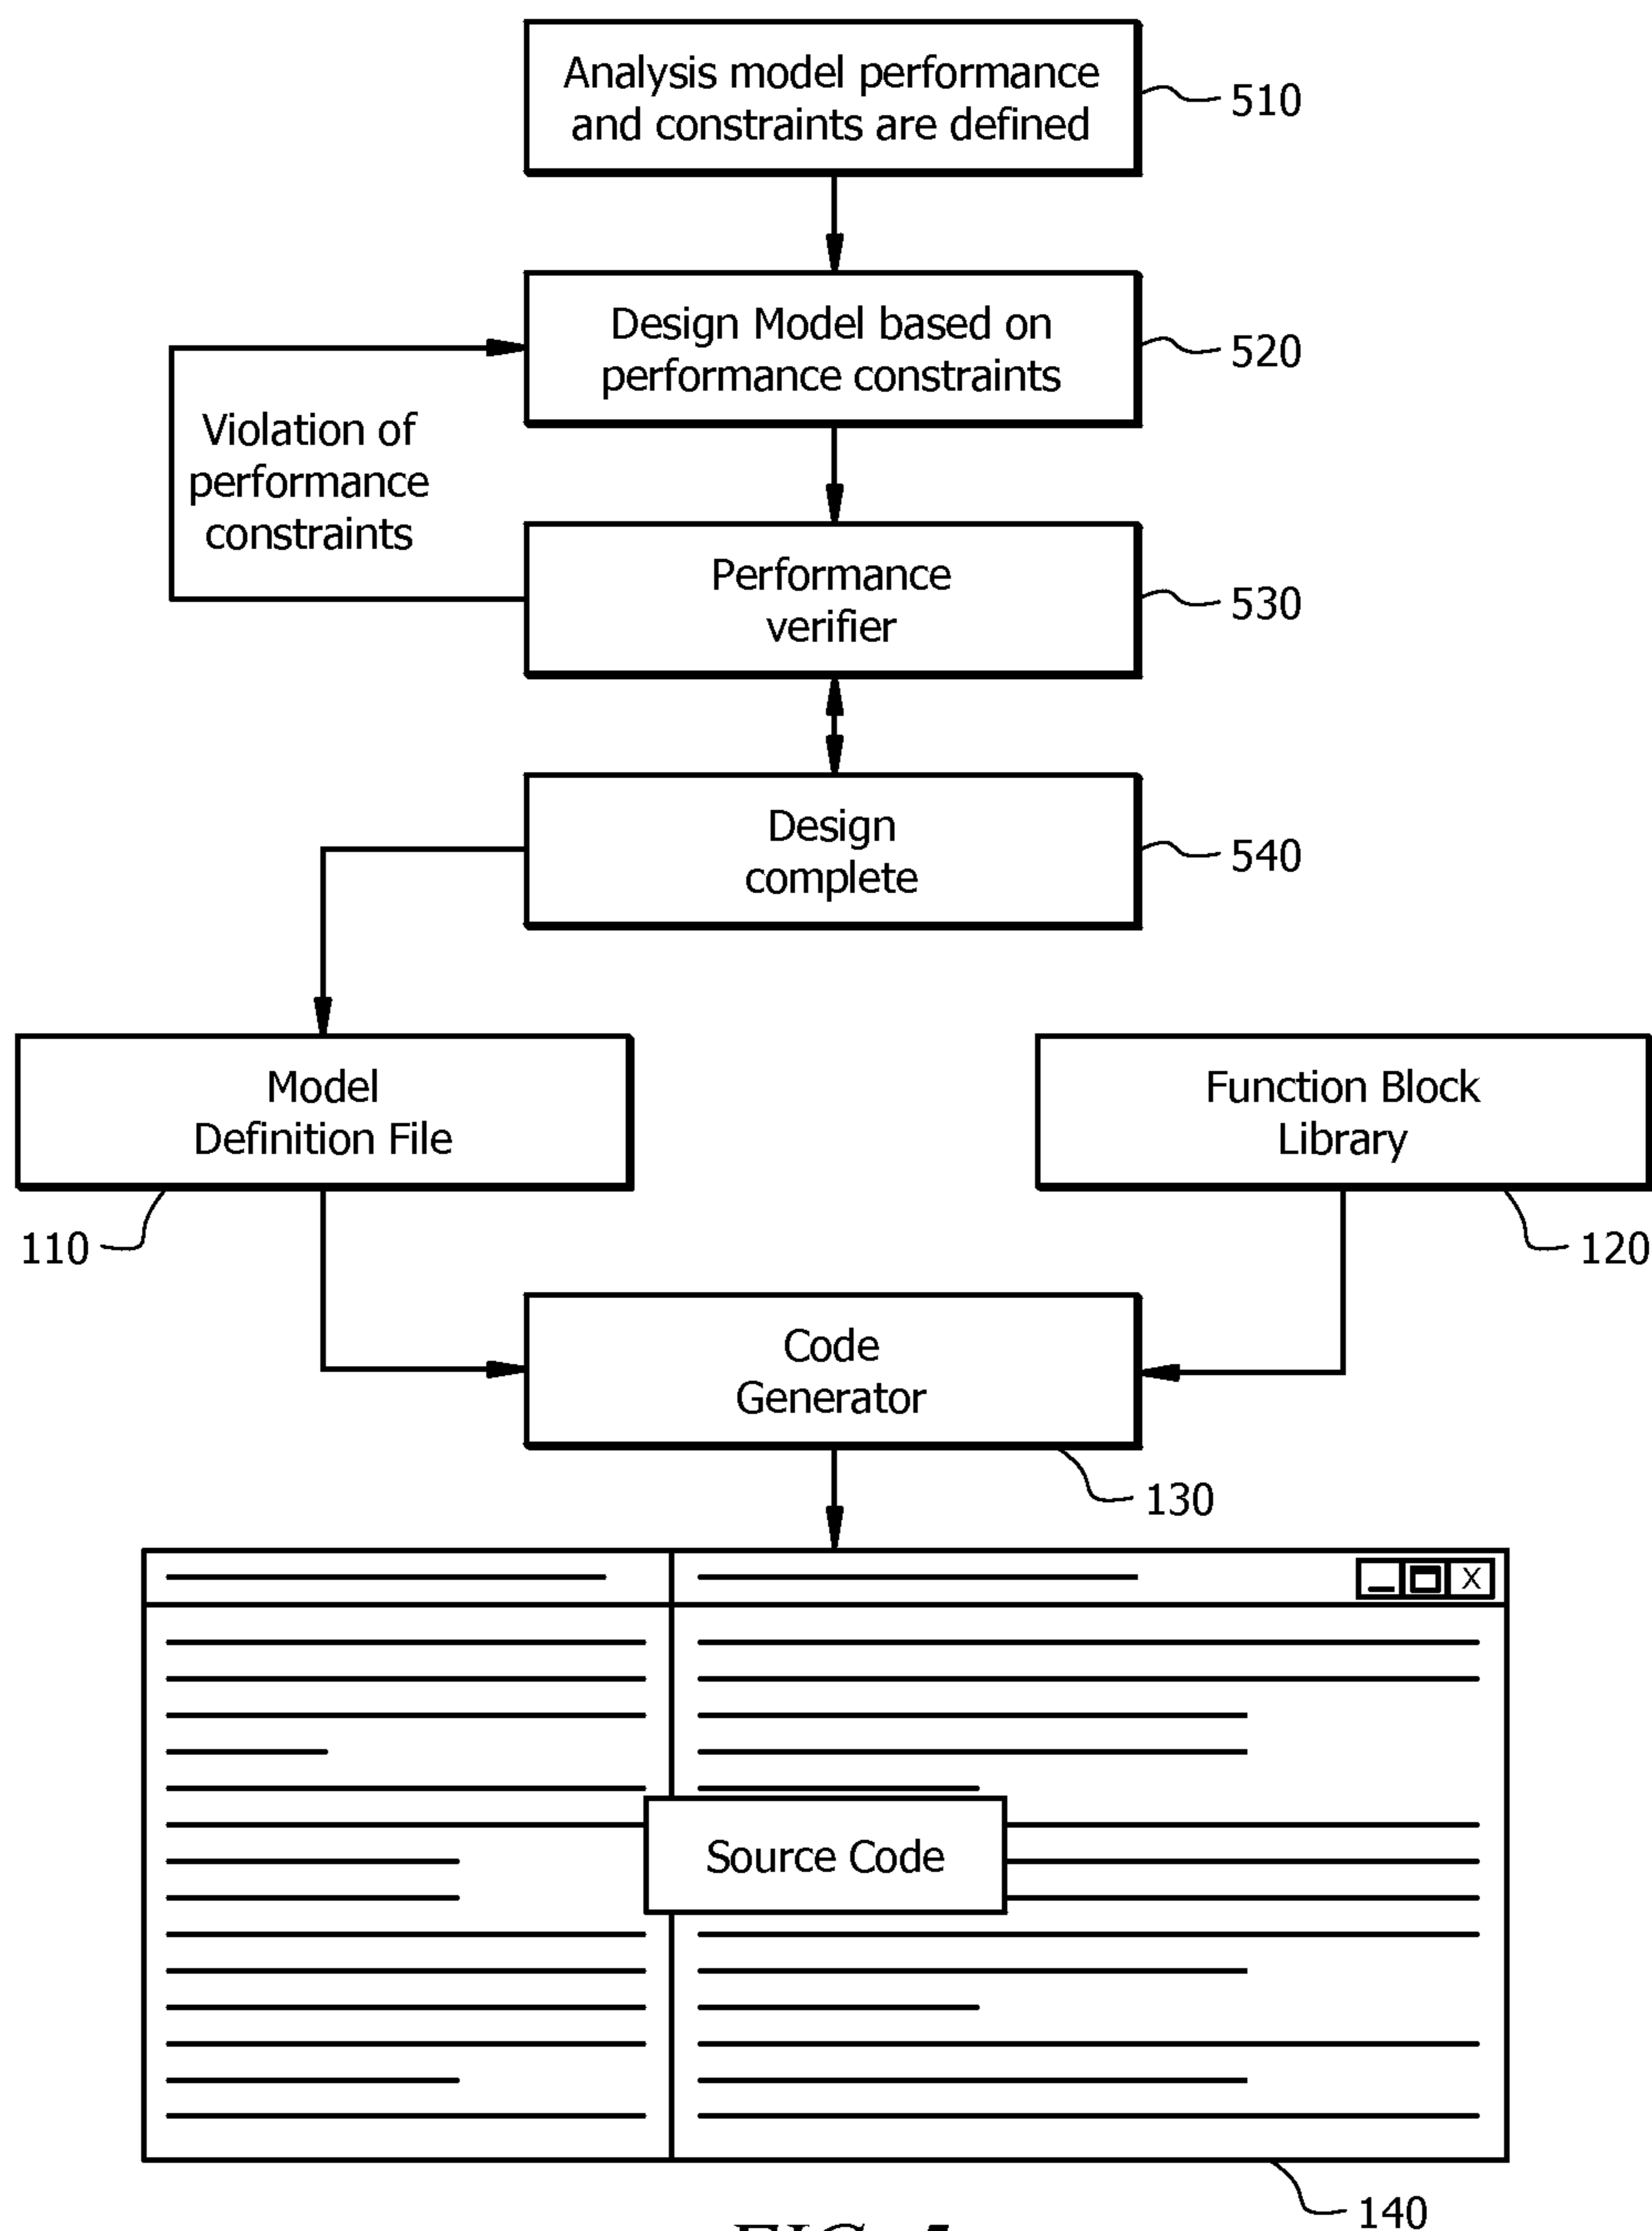 Analysis model performance
and constraints are defined
510
Design Model based on
performance constraints
520
Violation of
performance
constraints
Performance
verifier
530
Design
complete
540
Model
Definition File
110
Function Block
Library
120
Code
Generator
130
X
Source Code
140